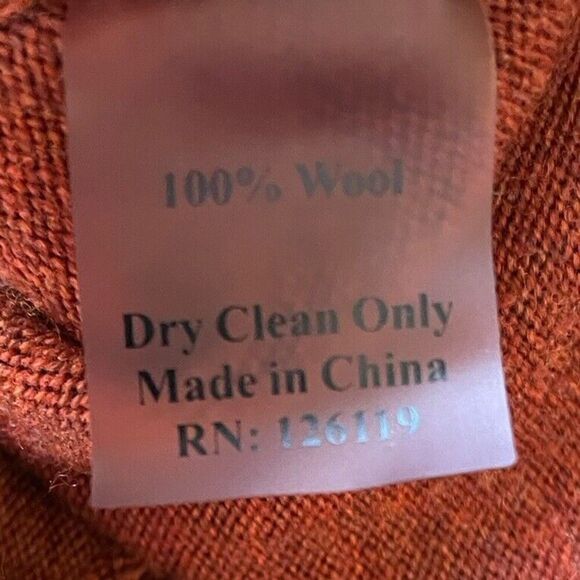 100% Wool
Dry Clean Only
Made in China
RN: 126119